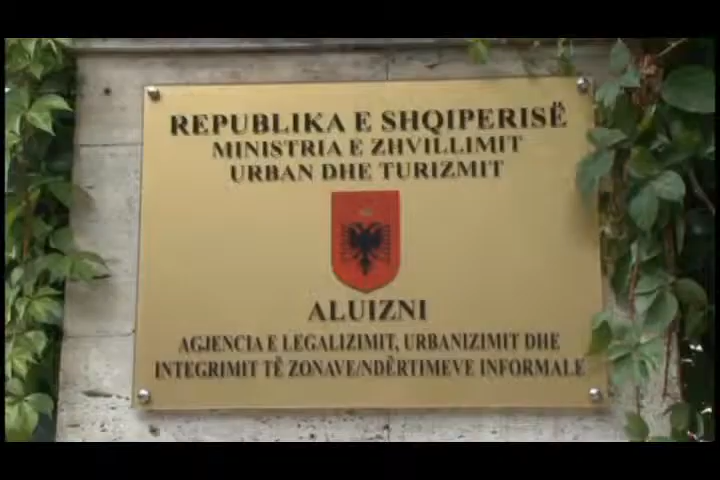 REPUBLIKA E SHQIPERISË
MINISTRIA E ZHVILLIMIT
URBAN DHE TURIZMIT
ALUIZNI
AGJENCIA E LEGALIZIMIT, URBANIZIMIT DHE
INTEGRIMIT TË ZONAVE/NDËRTIMEVE INFORMALE